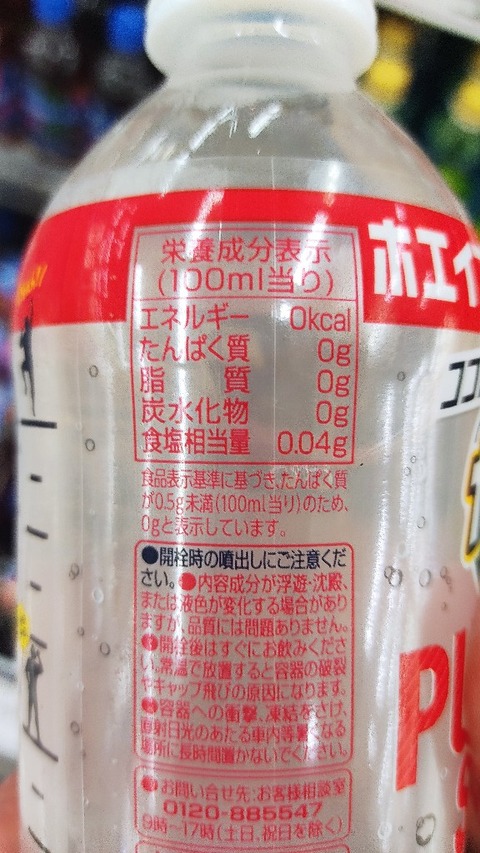 栄養成分表示
(100ml当り)
エネルギー 0kcal
たんぱく質 0g
脂質 0g
炭水化物 0g
食塩相当量 0.04g
食品表示基準に基づき、たんぱく質
が0.5g未満(100ml当り)のため、
0gと表示しています。
●開栓時の噴出しにご注意くだ
さい。●内容成分が浮遊・沈殿、
または液色が変化する場合があり
ますが、品質には問題ありません。
開栓後はすぐにお飲みくださ
い。常温で放置すると容器の破裂
やキャップ飛びの原因になります。
容器への衝撃、凍結をさけ、
直射日光のあたる車内等暑くなる
場所に長時間置かないでください。
お問い合せ先:お客様相談室
0120-885547
9時〜17時(土日、祝日を除く)
ホエイ
ココ
PL